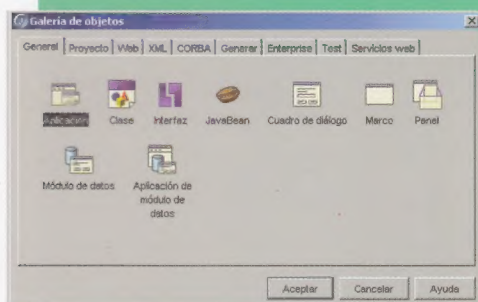 Galería de objetos
General Proyecto Web XML CORBA Generar Enterprise Test Servicios web
Aplicación Clase Interfaz JavaBean Cuadro de diálogo Marco Panel
Módulo de datos Aplicación de módulo de datos
Aceptar Cancelar Ayuda